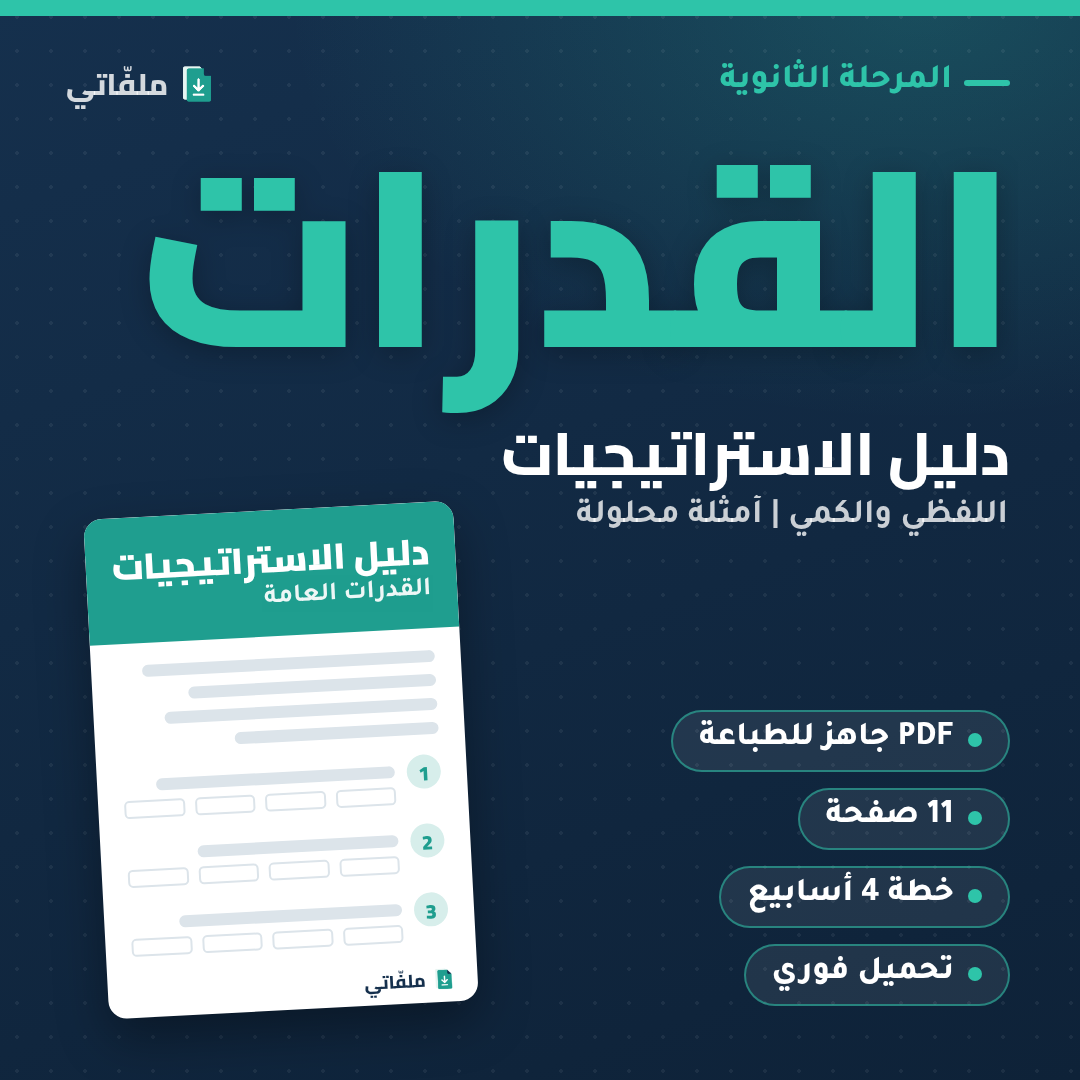 المرحلة الثانوية
ملفّاتي
القدرات
دليل الاستراتيجيات
اللفظي والكمي | أمثلة محلولة
دليل الاستراتيجيات
القدرات العامة
1
2
3
ملفّاتي
PDF جاهز للطباعة
11 صفحة
خطة 4 أسابيع
تحميل فوري